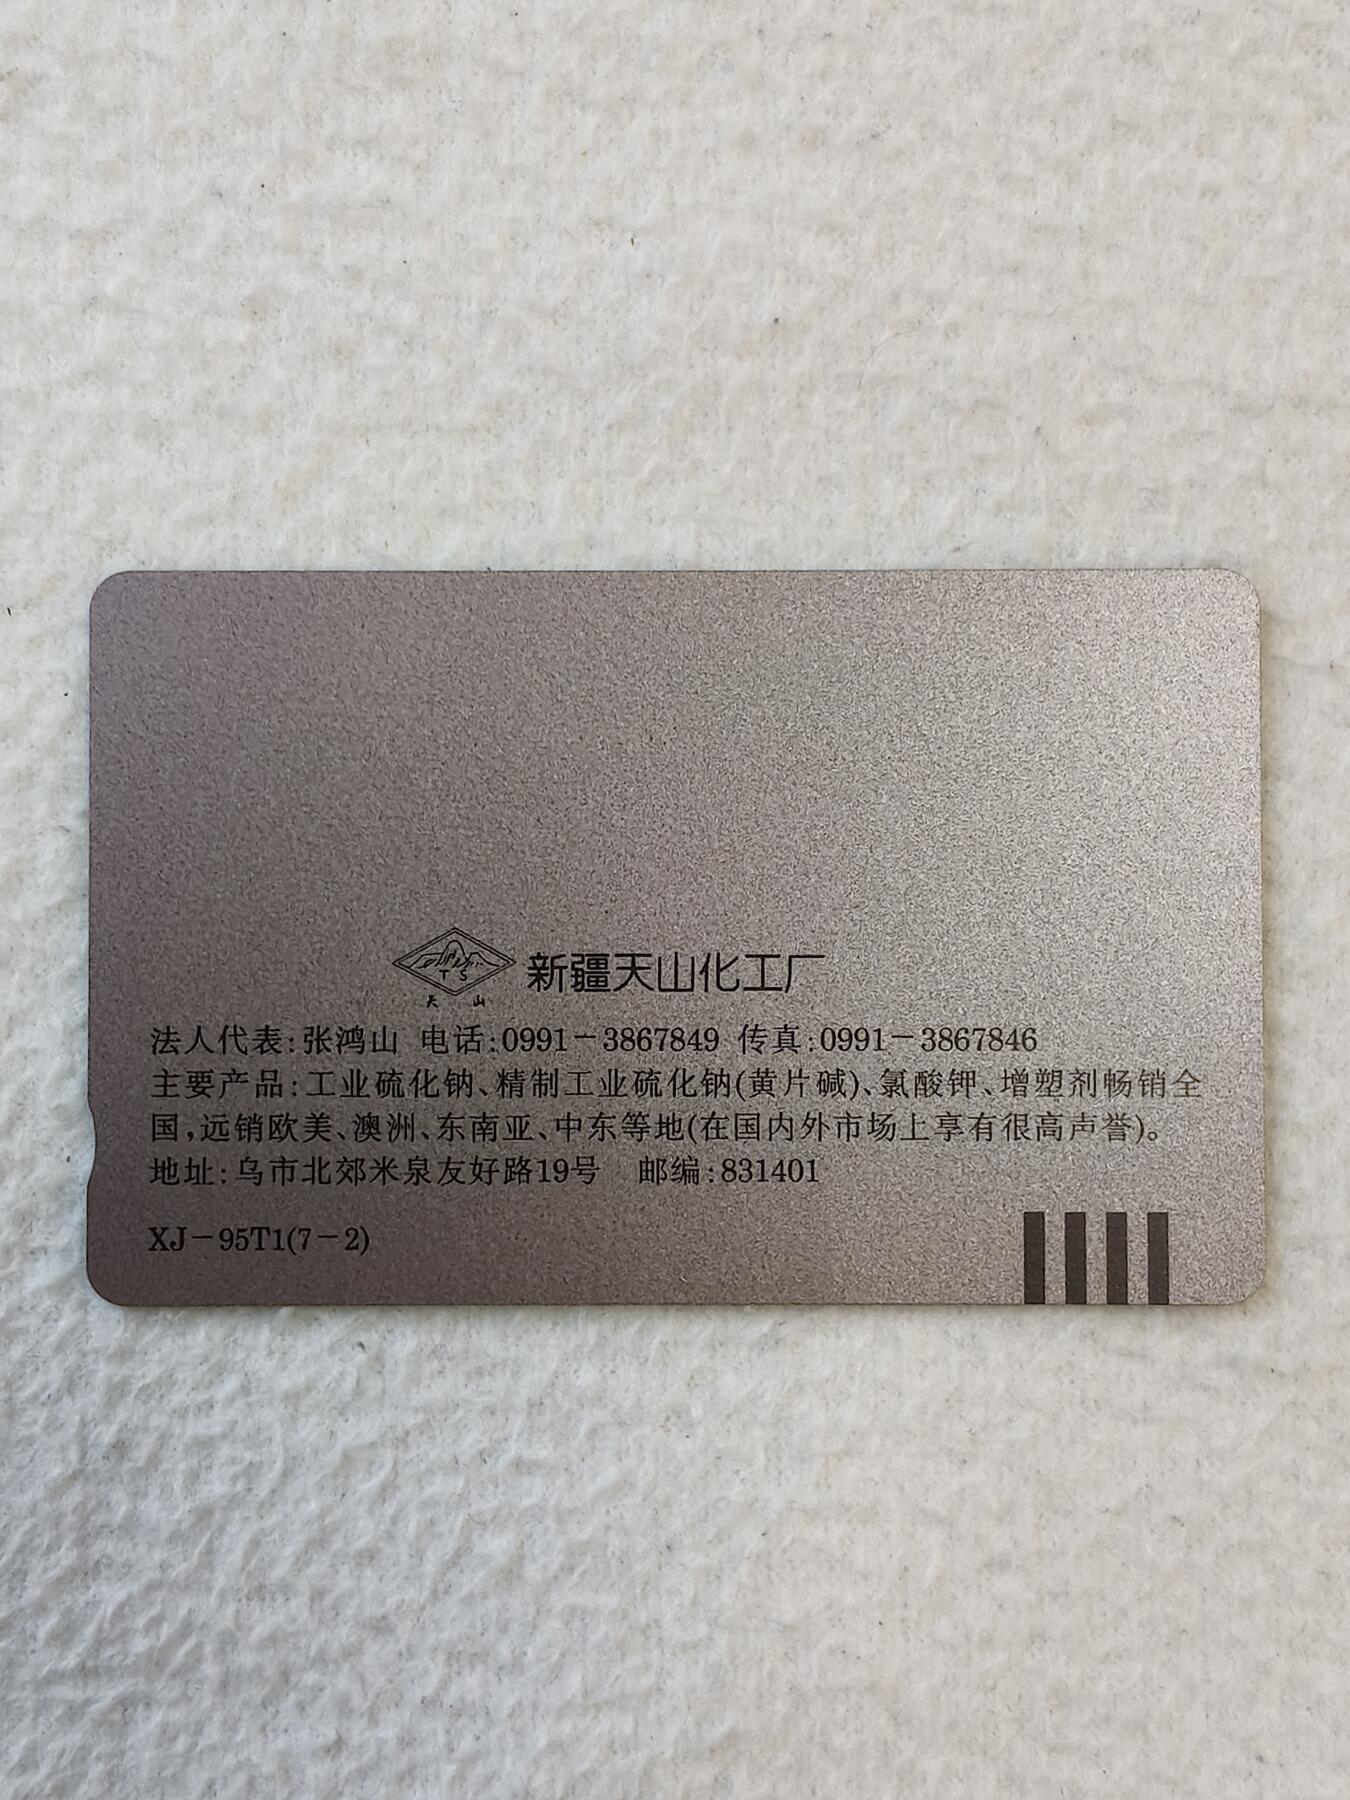 T S
天 山
新疆天山化工厂
法人代表:张鸿山 电话:0991-3867849 传真:0991-3867846
主要产品:工业硫化钠、精制工业硫化钠(黄片碱)、氯酸钾、增塑剂畅销全
国,远销欧美、澳洲、东南亚、中东等地(在国内外市场上享有很高声誉)。
地址:乌市北郊米泉友好路19号 邮编:831401
XJ-95T1(7-2)